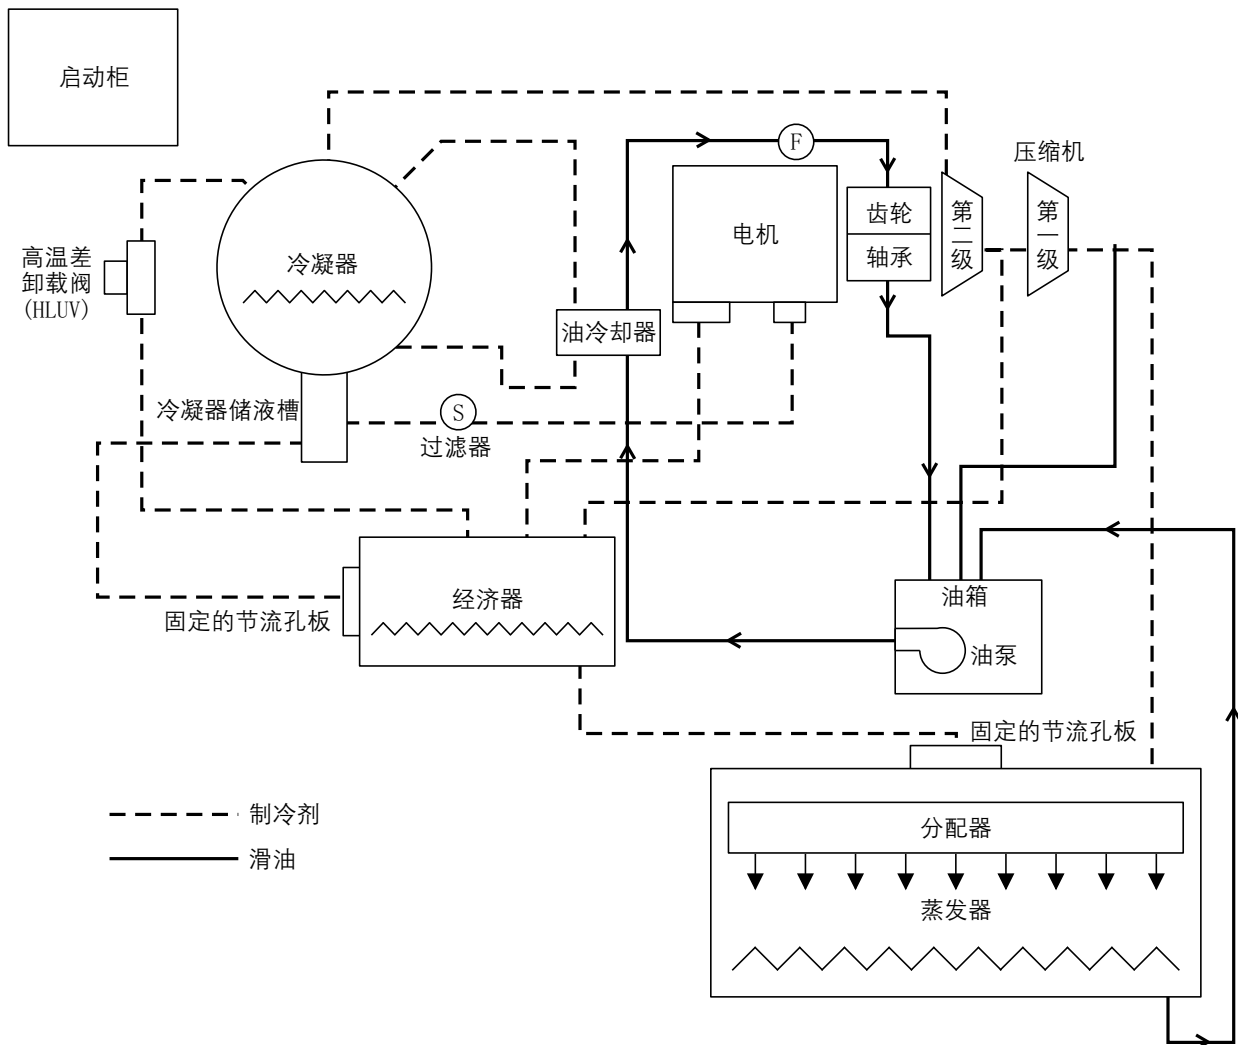 启动柜
压缩机
F
齿轮
轴承
第二级
第一级
电机
高温差
卸载阀
(HLUV)
冷凝器
油冷却器
冷凝器储液槽
S
过滤器
经济器
固定的节流孔板
油箱
油泵
固定的节流孔板
制冷剂
滑油
分配器
蒸发器